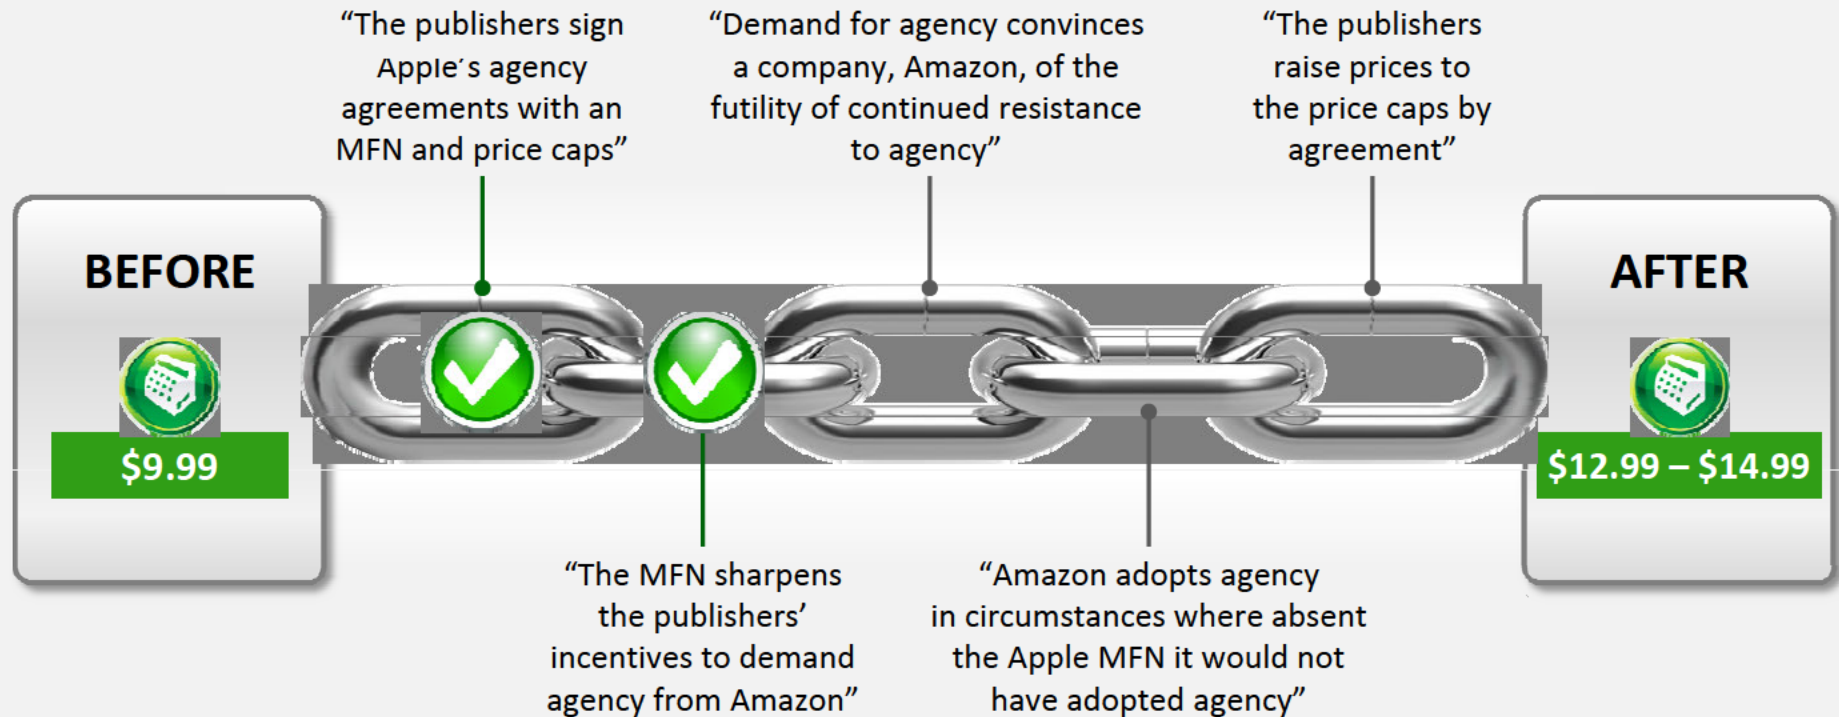 “The publishers sign
Apple's agency
agreements with an
MFN and price caps”
“Demand for agency convinces
a company, Amazon, of the
futility of continued resistance
to agency”
“The publishers
raise prices to
the price caps by
agreement”
BEFORE
$9.99
AFTER
$12.99 – $14.99
“The MFN sharpens
the publishers’
incentives to demand
agency from Amazon”
“Amazon adopts agency
in circumstances where absent
the Apple MFN it would not
have adopted agency”